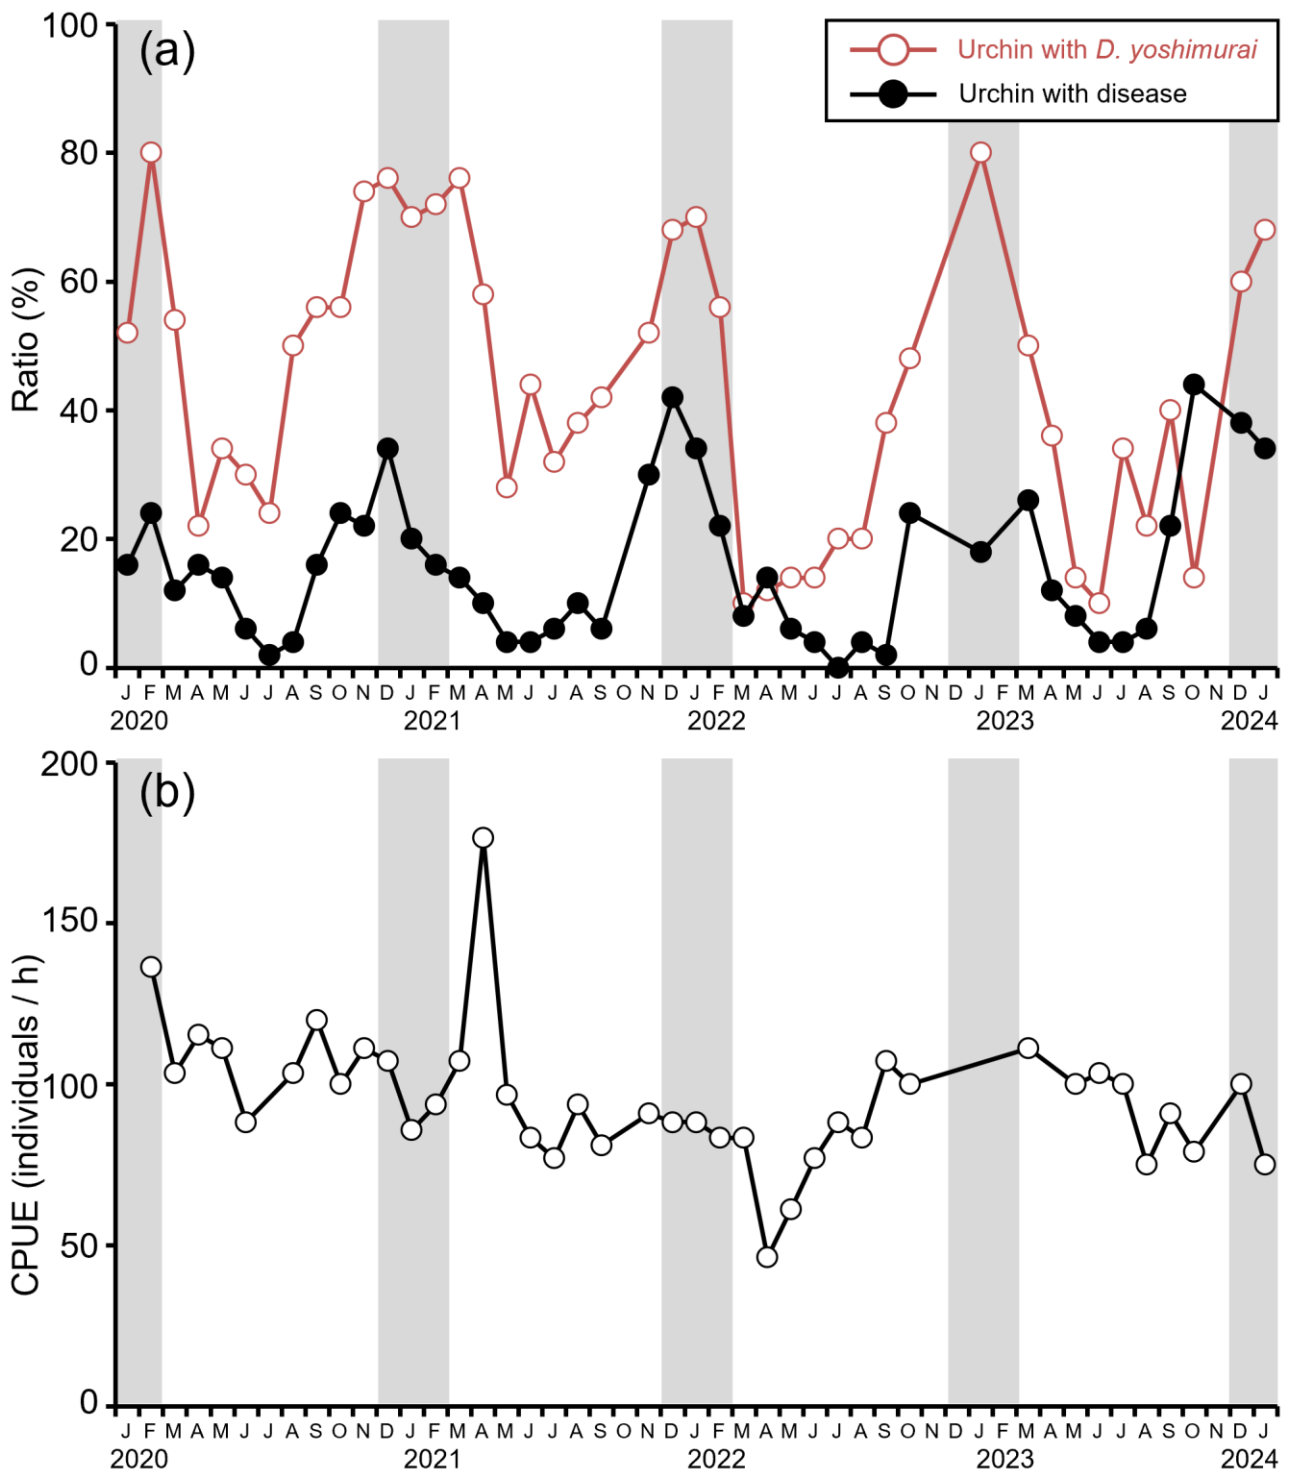 (a)
Urchin with D. yoshimurai
Urchin with disease
Ratio (%)
100
80
60
40
20
0
J F M A M J J A S O N D J F M A M J J A S O N D J F M A M J J A S O N D J F M A M J J A S O N D J
2020 2021 2022 2023 2024
(b)
CPUE (individuals / h)
200
150
100
50
0
J F M A M J J A S O N D J F M A M J J A S O N D J F M A M J J A S O N D J F M A M J J A S O N D J
2020 2021 2022 2023 2024